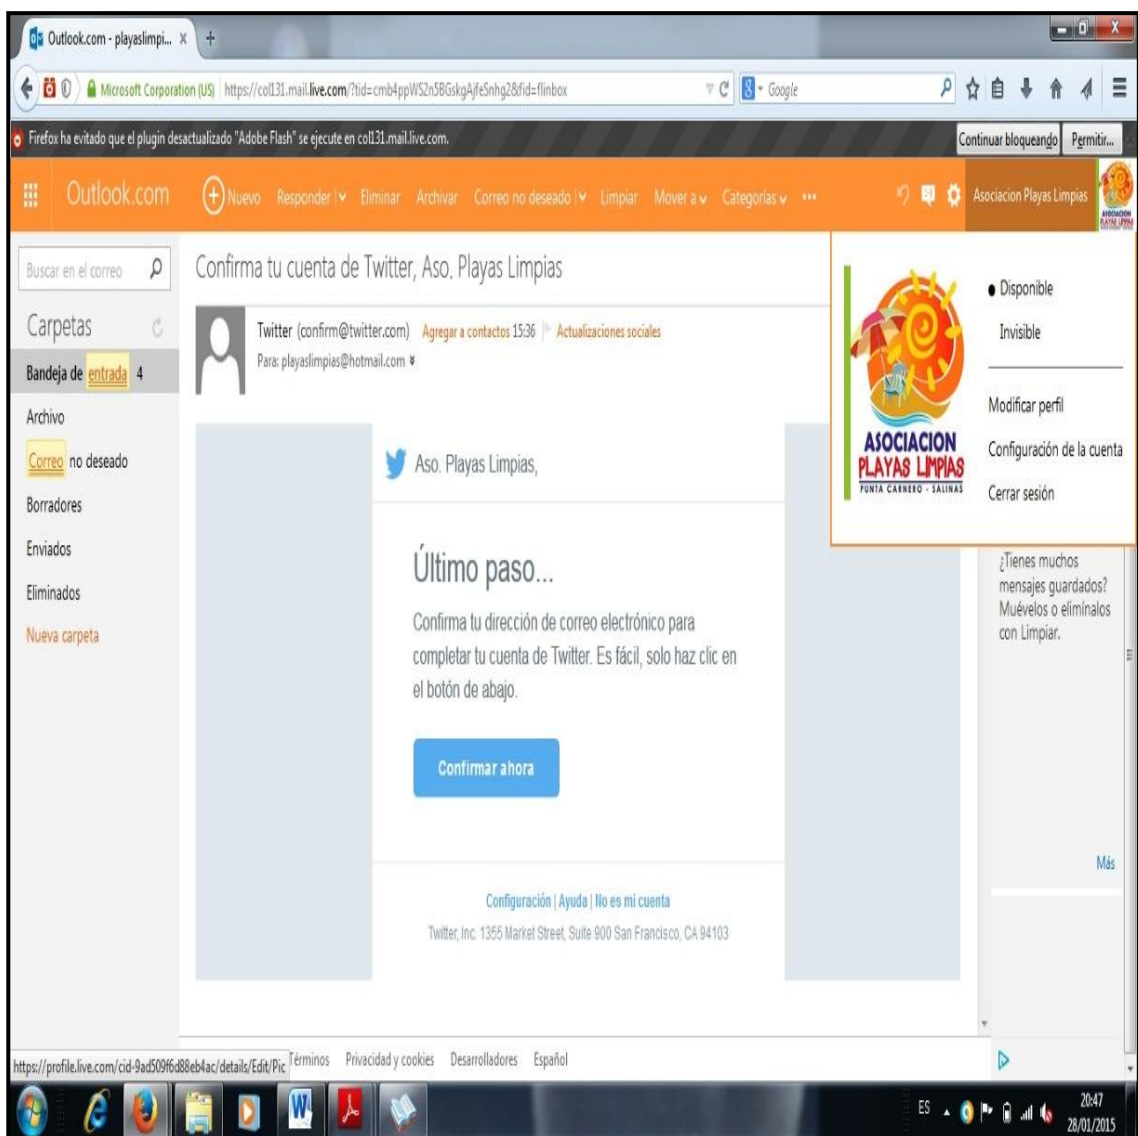 Outlook.com - playaslimpi...
Microsoft Corporation (US)
https://col131.mail.live.com/?tid=cmb4ppWS2n5BGskgAjfeSnhg2&fid=flinbox
Google
Firefox ha evitado que el plugin desactualizado "Adobe Flash" se ejecute en col131.mail.live.com.
Continuar bloqueando
Permitir...
Outlook.com
Nuevo Responder Eliminar Archivar Correo no deseado Limpiar Mover a Categorías ...
Asociacion Playas Limpias
ASOCIACION
PLAYAS LIMPIAS
Buscar en el correo
Carpetas
Bandeja de entrada 4
Archivo
Correo no deseado
Borradores
Enviados
Eliminados
Nueva carpeta
Confirma tu cuenta de Twitter, Aso. Playas Limpias
Twitter (confirm@twitter.com) Agregar a contactos 15:36 Actualizaciones sociales
Para: playaslimpias@hotmail.com
Aso. Playas Limpias,
Último paso...
Confirma tu dirección de correo electrónico para
completar tu cuenta de Twitter. Es fácil, solo haz clic en
el botón de abajo.
Confirmar ahora
Configuración | Ayuda | No es mi cuenta
Twitter, Inc. 1355 Market Street, Suite 900 San Francisco, CA 94103
ASOCIACION
PLAYAS LIMPIAS
PUNTA CARNERO - SALINAS
Disponible
Invisible
Modificar perfil
Configuración de la cuenta
Cerrar sesión
¿Tienes muchos
mensajes guardados?
Muévelos o elimínalos
con Limpiar.
Más
https://profile.live.com/cid-9ad509f6d88eb4ac/details/Edit/Pic
Términos Privacidad y cookies Desarrolladores Español
ES
20:47
28/01/2015